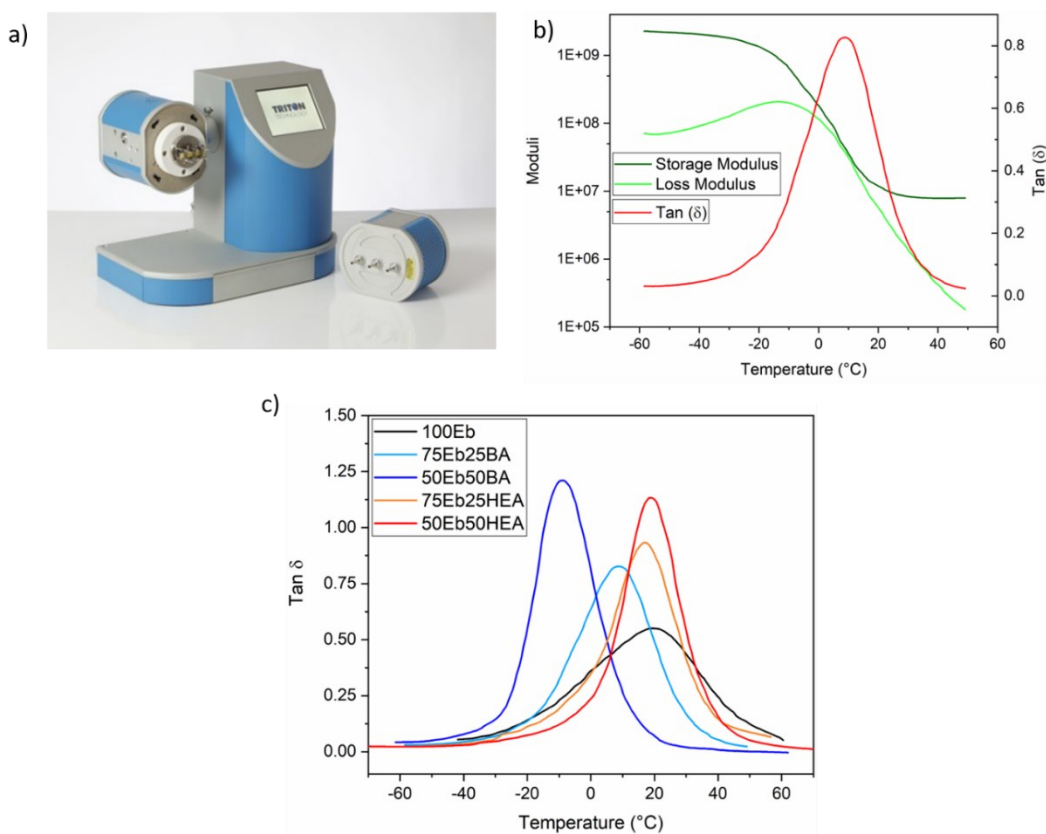 a)
TRITON
TECHNOLOGY
b)
1E+09
1E+08
1E+07
1E+06
1E+05
Moduli
Storage Modulus
Loss Modulus
Tan (δ)
0.8
0.6
0.4
0.2
0.0
Tan (δ)
-60 -40 -20 0 20 40 60
Temperature (°C)
c)
1.50
1.25
1.00
0.75
0.50
0.25
0.00
Tan δ
100Eb
75Eb25BA
50Eb50BA
75Eb25HEA
50Eb50HEA
-60 -40 -20 0 20 40 60
Temperature (°C)